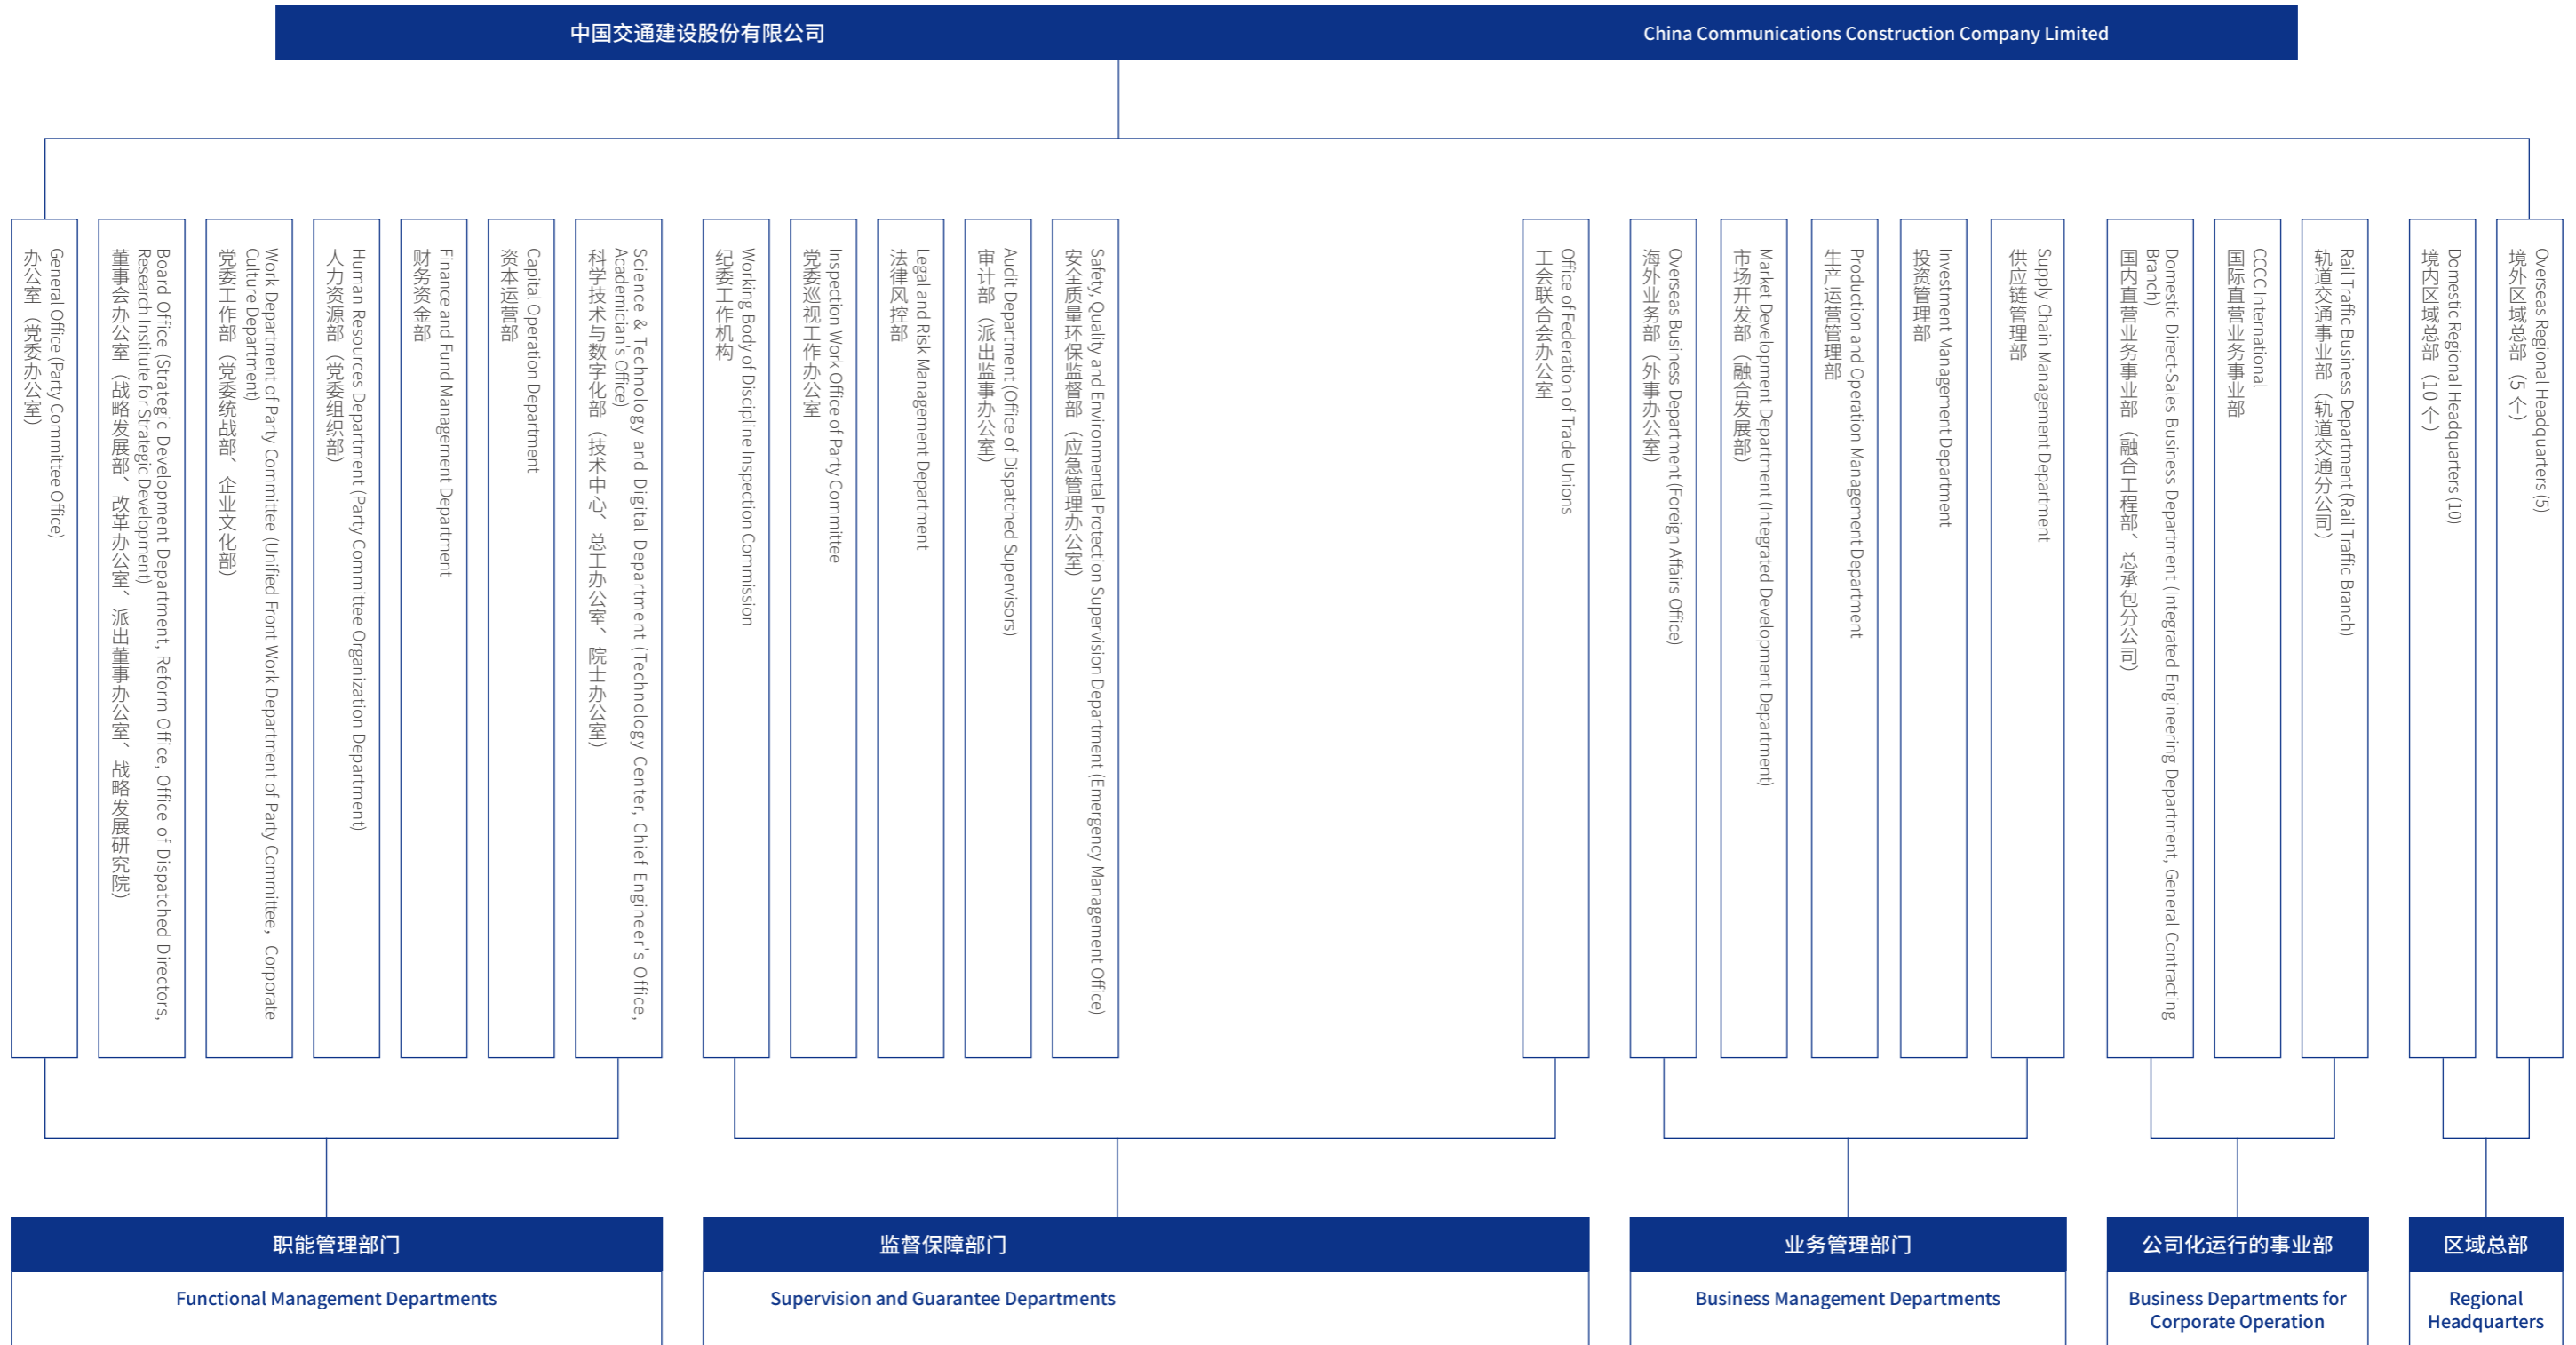 中国交通建设股份有限公司
China Communications Construction Company Limited
General Office (Party Committee Office)
办公室（党委办公室）
Board Office (Strategic Development Department, Reform Office, Office of Dispatched Directors,
Research Institute for Strategic Development)
董事会办公室（战略发展部、改革办公室、派出董事办公室、战略发展研究院）
Work Department of Party Committee (Unified Front Work Department of Party Committee, Corporate
Culture Department)
党委工作部（党委统战部、企业文化部）
Human Resources Department (Party Committee Organization Department)
人力资源部（党委组织部）
Finance and Fund Management Department
财务资金部
Capital Operation Department
资本运营部
Science & Technology and Digital Department (Technology Center, Chief Engineer's Office,
Academician's Office)
科学技术与数字化部（技术中心、总工办公室、院士办公室）
Working Body of Discipline Inspection Commission
纪委工作机构
Inspection Work Office of Party Committee
党委巡视工作办公室
Legal and Risk Management Department
法律风控部
Audit Department (Office of Dispatched Supervisors)
审计部（派出监事办公室）
Safety, Quality and Environmental Protection Supervision Department (Emergency Management Office)
安全质量环保监督部（应急管理办公室）
Office of Federation of Trade Unions
工会联合会办公室
Overseas Business Department (Foreign Affairs Office)
海外业务部（外事办公室）
Market Development Department (Integrated Development Department)
市场开发部（融合发展部）
Production and Operation Management Department
生产运营管理部
Investment Management Department
投资管理部
Supply Chain Management Department
供应链管理部
Domestic Direct-Sales Business Department (Integrated Engineering Department, General Contracting
Branch)
国内直营业务事业部（融合工程部、总承包分公司）
CCCC International
国际直营业务事业部
Rail Traffic Business Department (Rail Traffic Branch)
轨道交通事业部（轨道交通分公司）
Domestic Regional Headquarters (10)
境内区域总部（10 个）
Overseas Regional Headquarters (5)
境外区域总部（5 个）
职能管理部门
Functional Management Departments
监督保障部门
Supervision and Guarantee Departments
业务管理部门
Business Management Departments
公司化运行的事业部
Business Departments for
Corporate Operation
区域总部
Regional
Headquarters